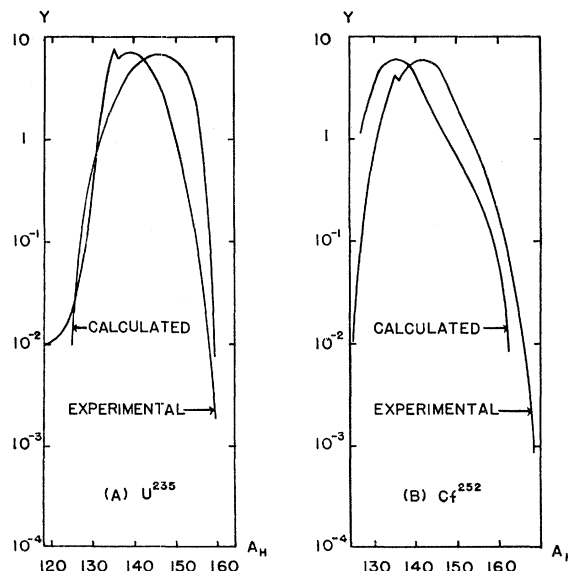 Y
10
1
10⁻¹
10⁻²
10⁻³
10⁻⁴
CALCULATED
EXPERIMENTAL
(A) U²³⁵
120 130 140 150 160
A_H
Y
10
1
10⁻¹
10⁻²
10⁻³
10⁻⁴
CALCULATED
EXPERIMENTAL
(B) Cf²⁵²
130 140 150 160
A_H